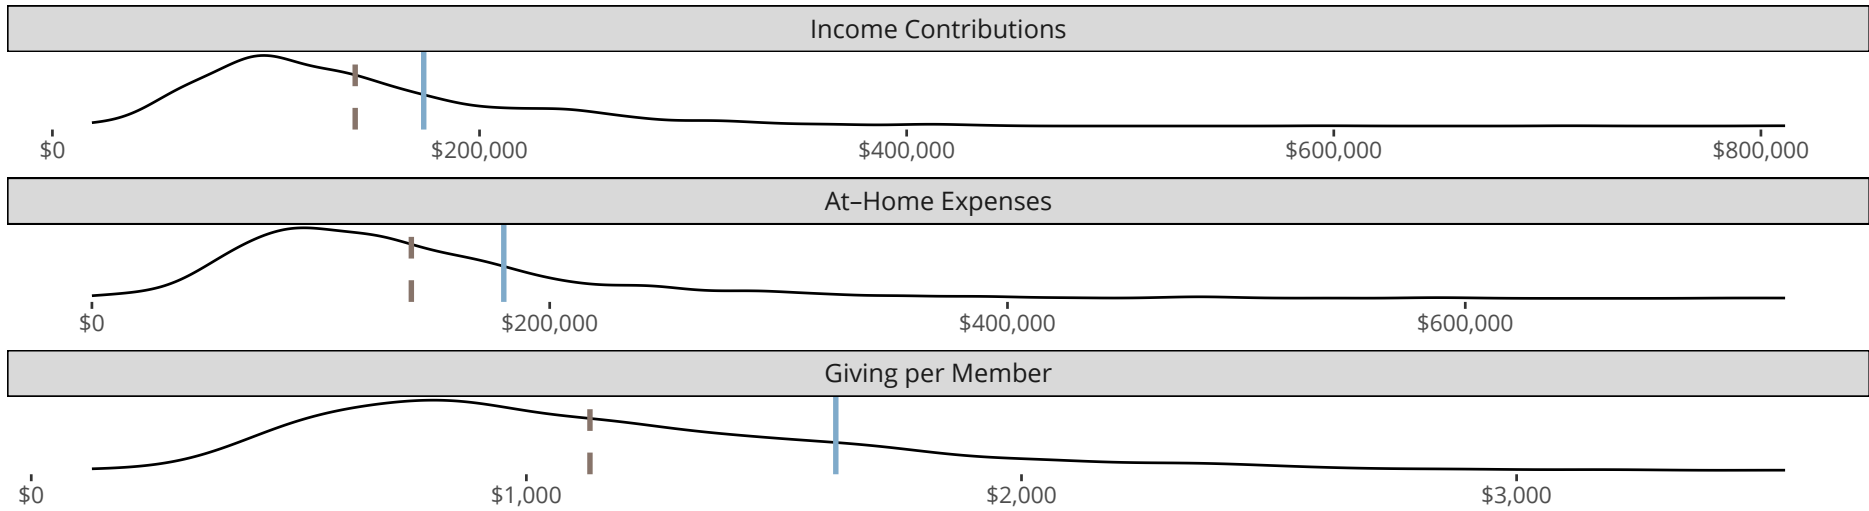 Income Contributions
$0 $200,000 $400,000 $600,000 $800,000
At–Home Expenses
$0 $200,000 $400,000 $600,000
Giving per Member
$0 $1,000 $2,000 $3,000